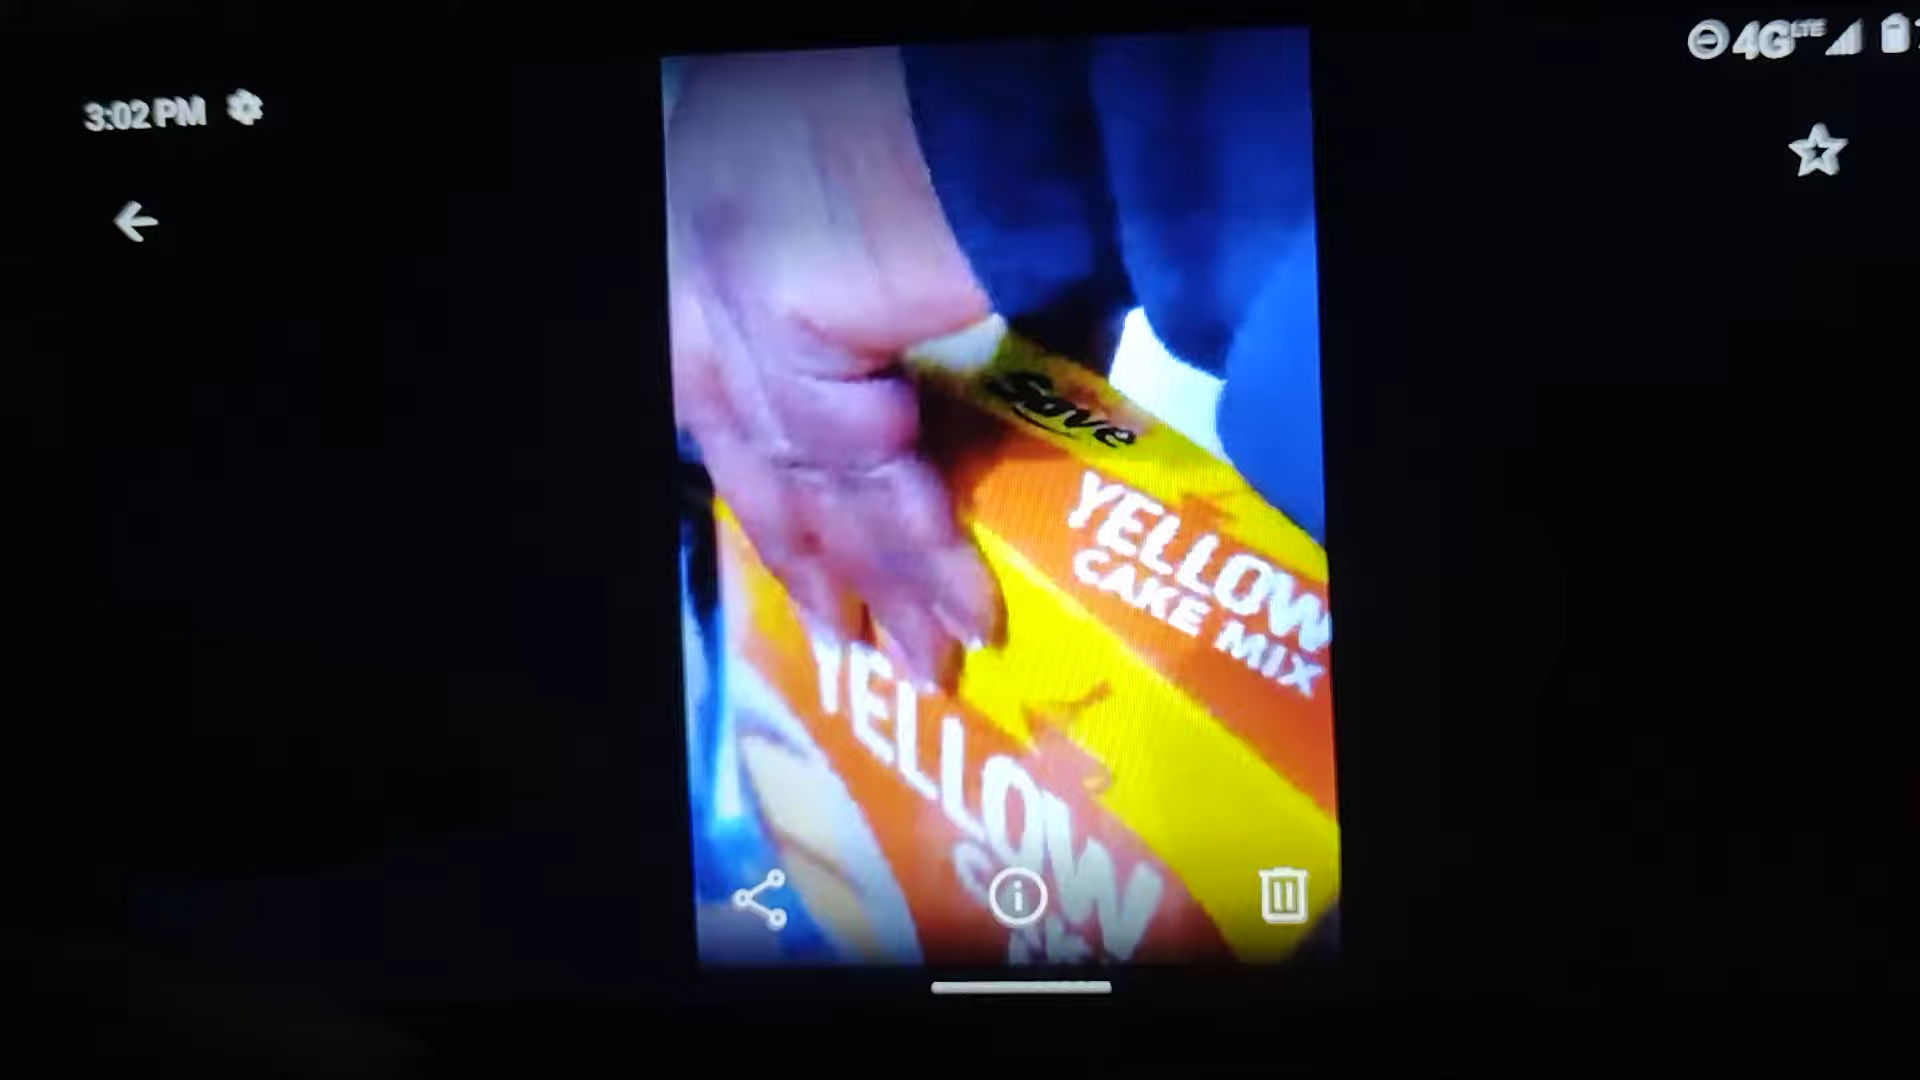 3:02 PM
4G LTE
Save
YELLOW
CAKE MIX
YELLOW